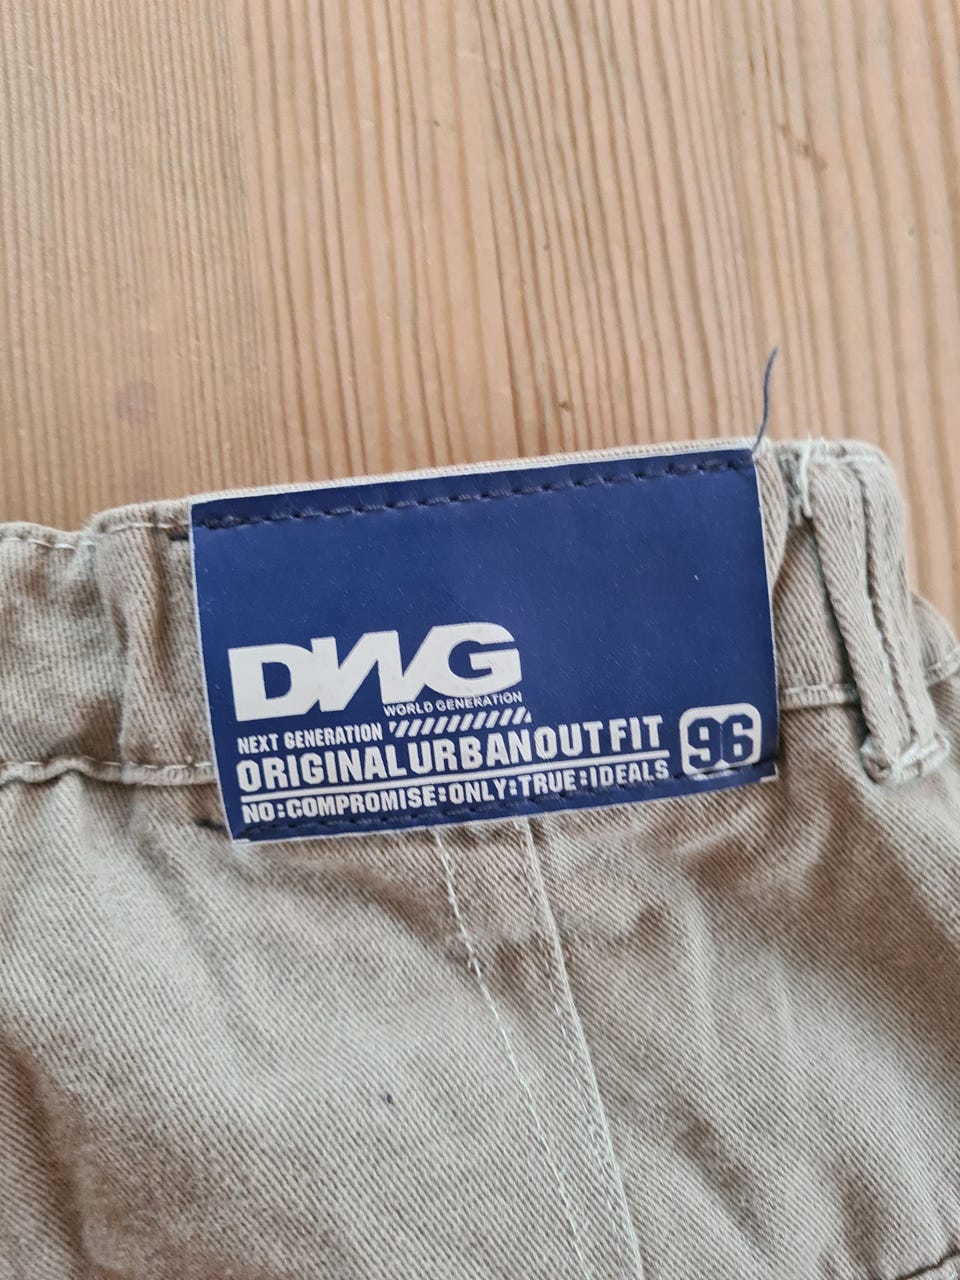 DWG
WORLD GENERATION
NEXT GENERATION
ORIGINALURBANOUTFIT 96
NO:COMPROMISE:ONLY:TRUE:IDEALS